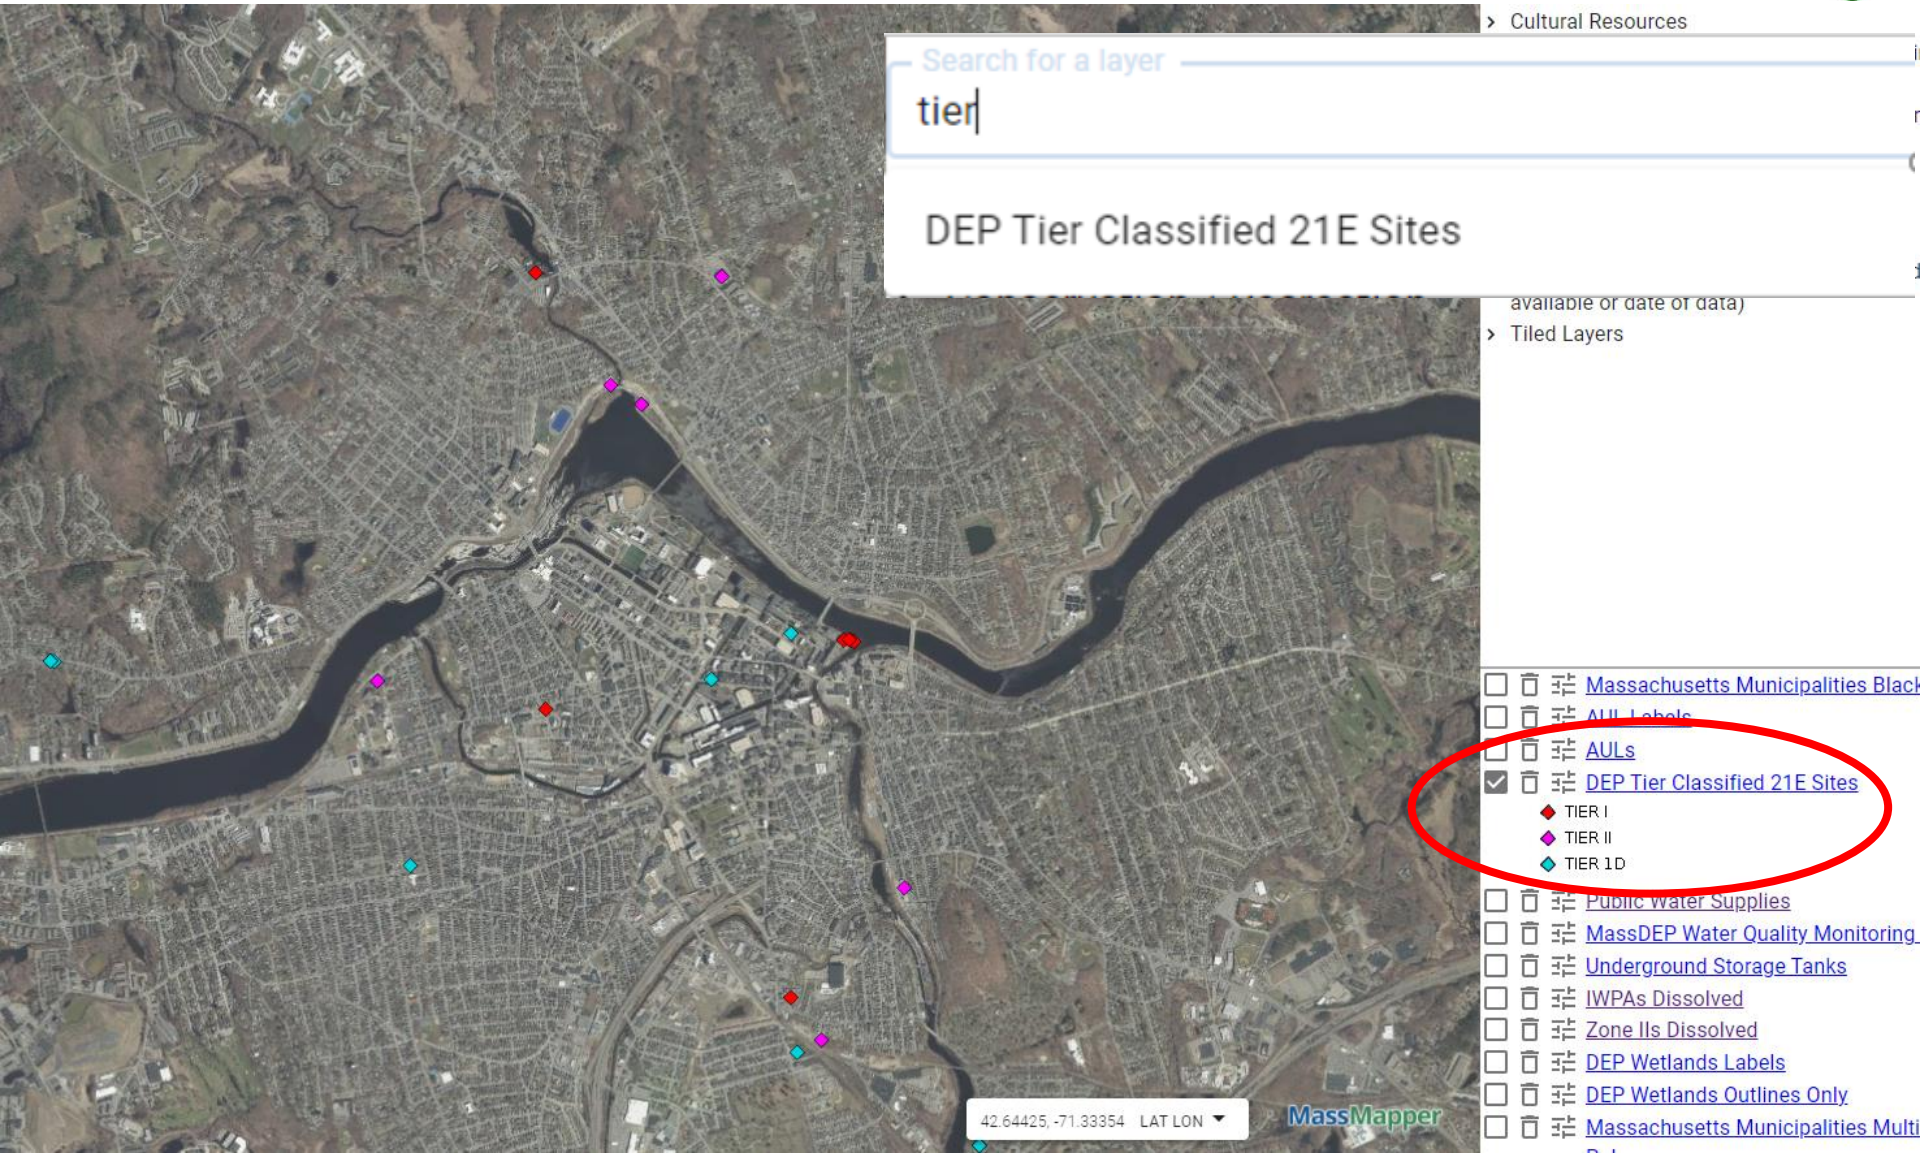 Cultural Resources
Search for a layer
tier
DEP Tier Classified 21E Sites
available or date of data)
Tiled Layers
Massachusetts Municipalities Black
AUL Labels
AULs
DEP Tier Classified 21E Sites
TIER I
TIER II
TIER 1D
Public Water Supplies
MassDEP Water Quality Monitoring
Underground Storage Tanks
IWPAs Dissolved
Zone IIs Dissolved
DEP Wetlands Labels
DEP Wetlands Outlines Only
Massachusetts Municipalities Multi
42.64425, -71.33354 LAT LON
MassMapper